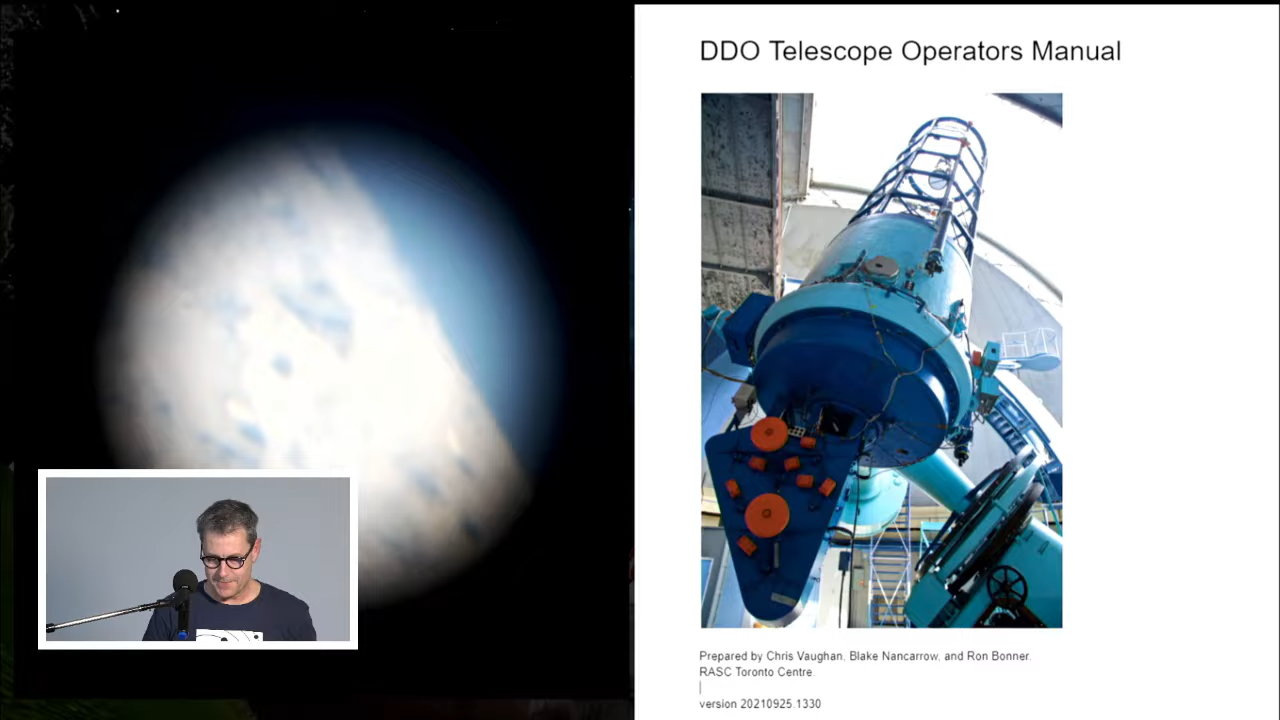 DDO Telescope Operators Manual
Prepared by Chris Vaughan, Blake Nancarrow, and Ron Bonner.
RASC Toronto Centre.
version 20210925.1330